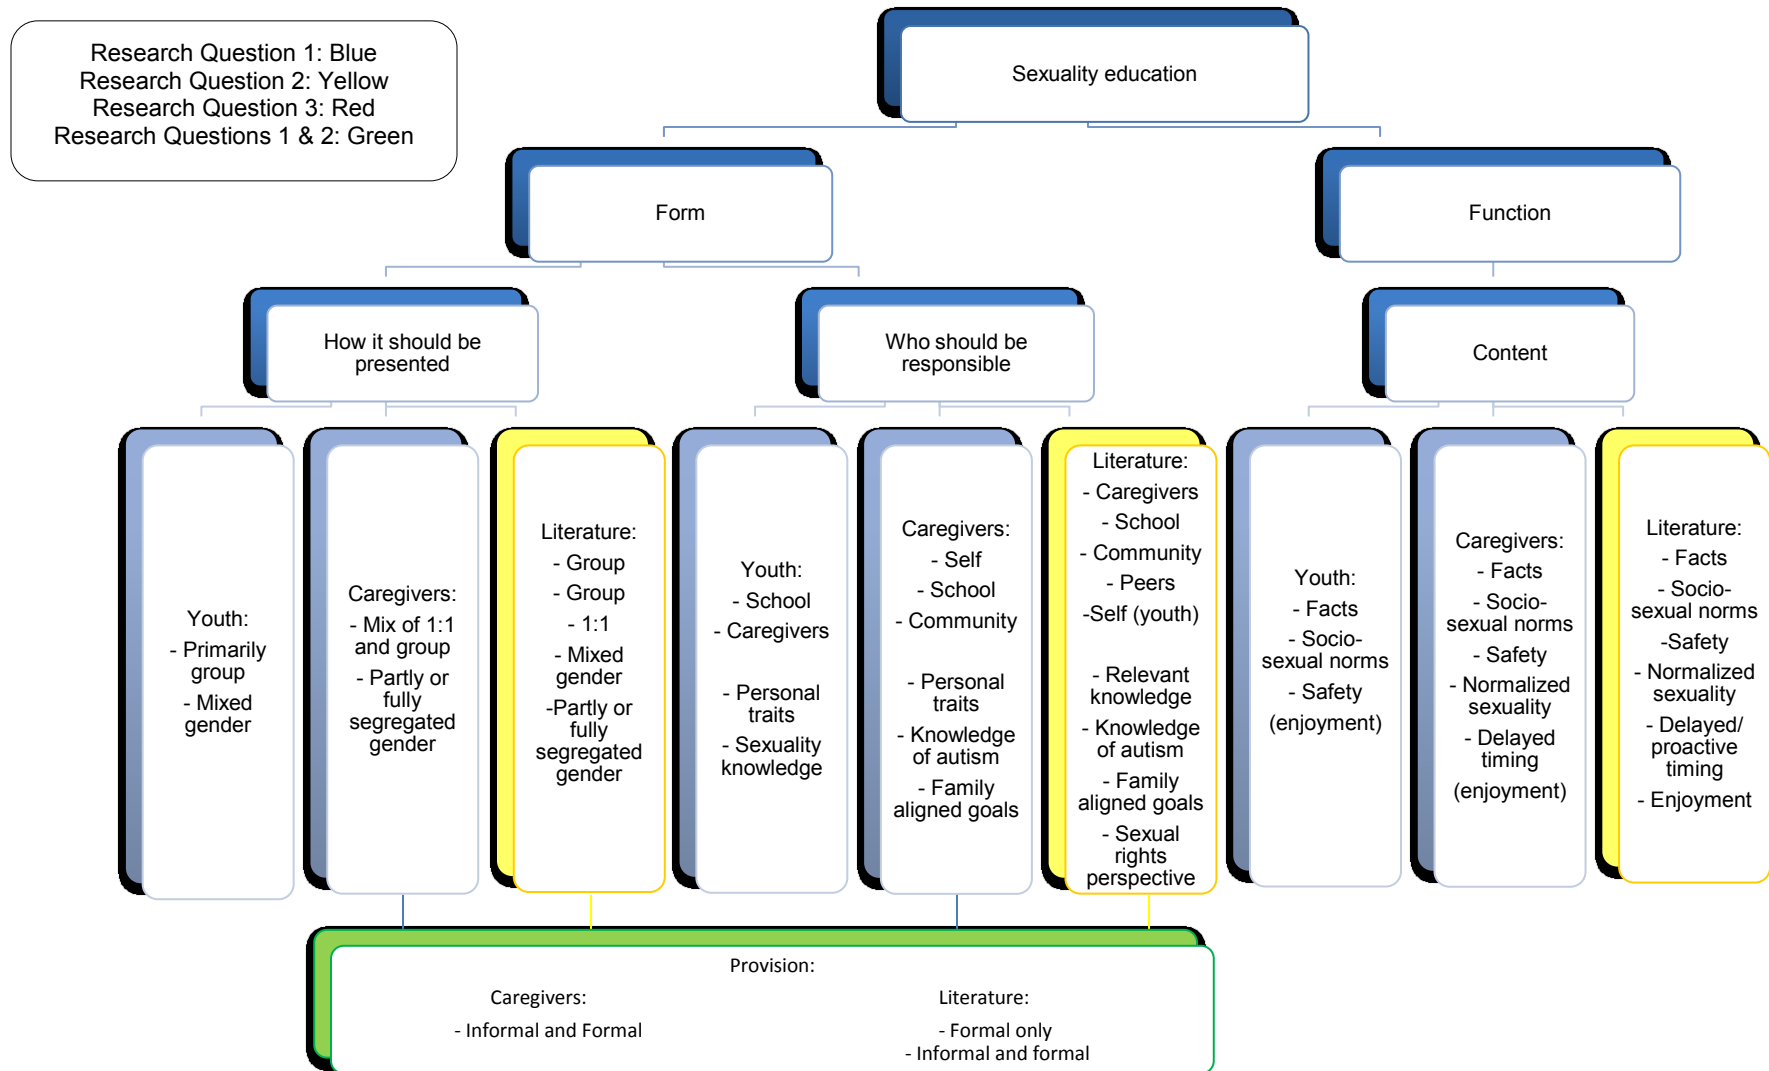 Research Question 1: Blue
Research Question 2: Yellow
Research Question 3: Red
Research Questions 1 & 2: Green
Sexuality education
Form
Function
How it should be
presented
Who should be
responsible
Content
Youth:
- Primarily
group
- Mixed
gender
Caregivers:
- Mix of 1:1
and group
- Partly or
fully
segregated
gender
Literature:
- Group
- Group
- 1:1
- Mixed
gender
-Partly or
fully
segregated
gender
Youth:
- School
- Caregivers
- Personal
traits
- Sexuality
knowledge
Caregivers:
- Self
- School
- Community
- Personal
traits
- Knowledge
of autism
- Family
aligned goals
Literature:
- Caregivers
- School
- Community
- Peers
-Self (youth)
- Relevant
knowledge
- Knowledge
of autism
- Family
aligned goals
- Sexual
rights
perspective
Youth:
- Facts
- Socio-
sexual norms
- Safety
(enjoyment)
Caregivers:
- Facts
- Socio-
sexual norms
- Safety
- Normalized
sexuality
- Delayed
timing
(enjoyment)
Literature:
- Facts
- Socio-
sexual norms
-Safety
- Normalized
sexuality
- Delayed/
proactive
timing
- Enjoyment
Provision:
Caregivers:
- Informal and Formal
Literature:
- Formal only
- Informal and formal